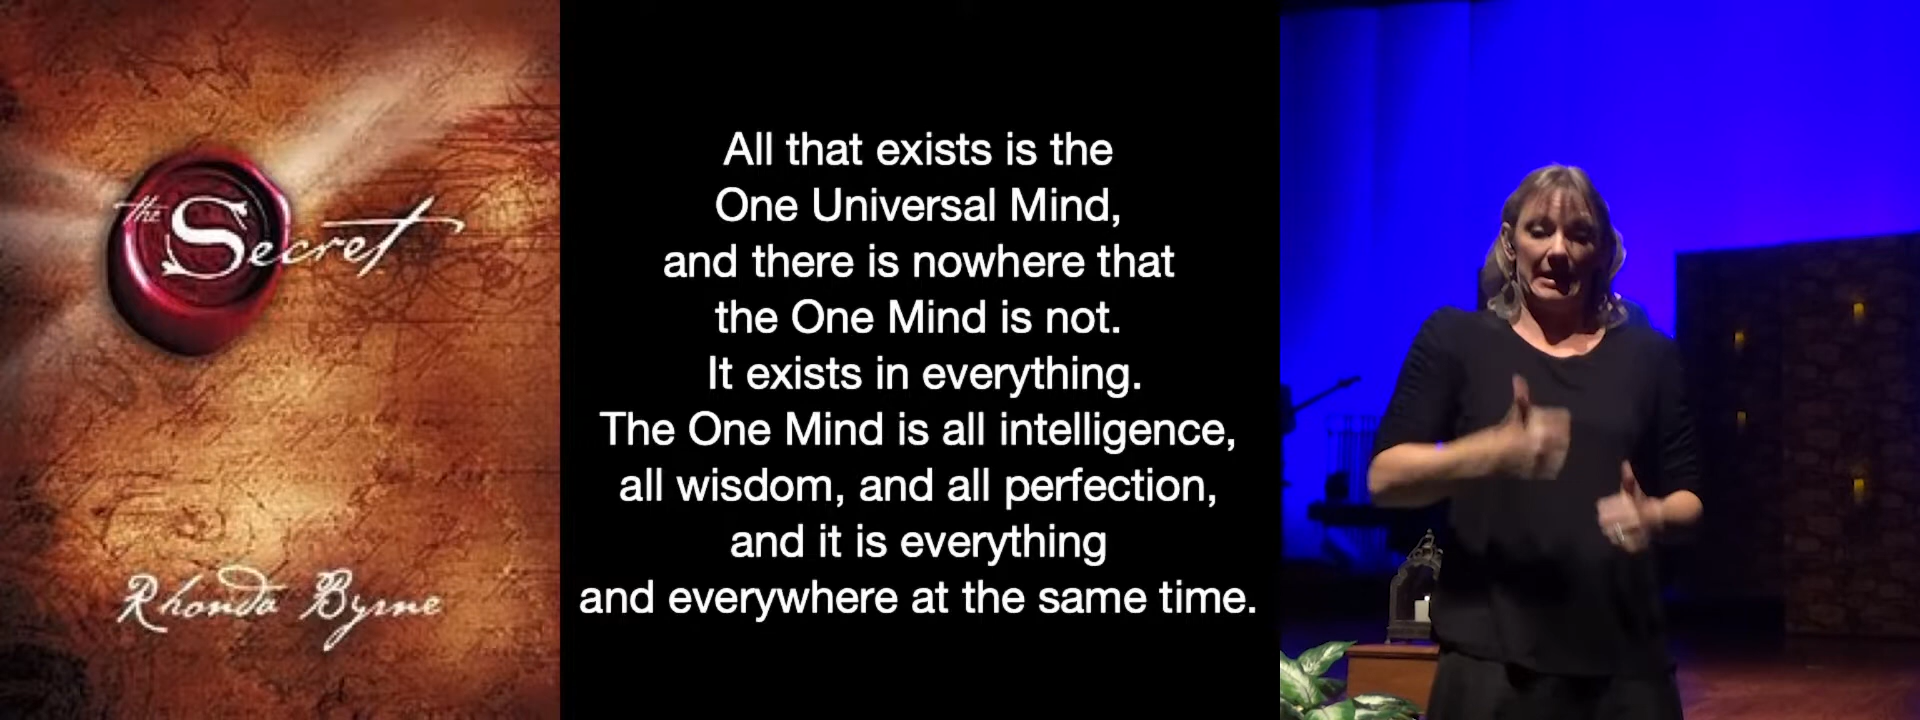 the Secret
Rhonda Byrne
All that exists is the
One Universal Mind,
and there is nowhere that
the One Mind is not.
It exists in everything.
The One Mind is all intelligence,
all wisdom, and all perfection,
and it is everything
and everywhere at the same time.